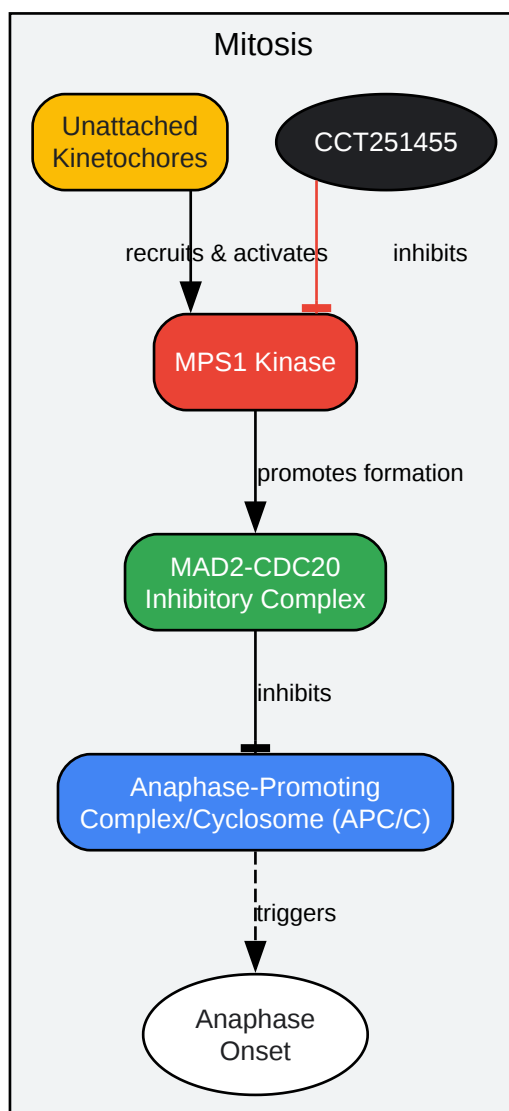 Mitosis
Unattached
Kinetochores
CCT251455
recruits & activates
inhibits
MPS1 Kinase
promotes formation
MAD2-CDC20
Inhibitory Complex
inhibits
Anaphase-Promoting
Complex/Cyclosome (APC/C)
triggers
Anaphase
Onset